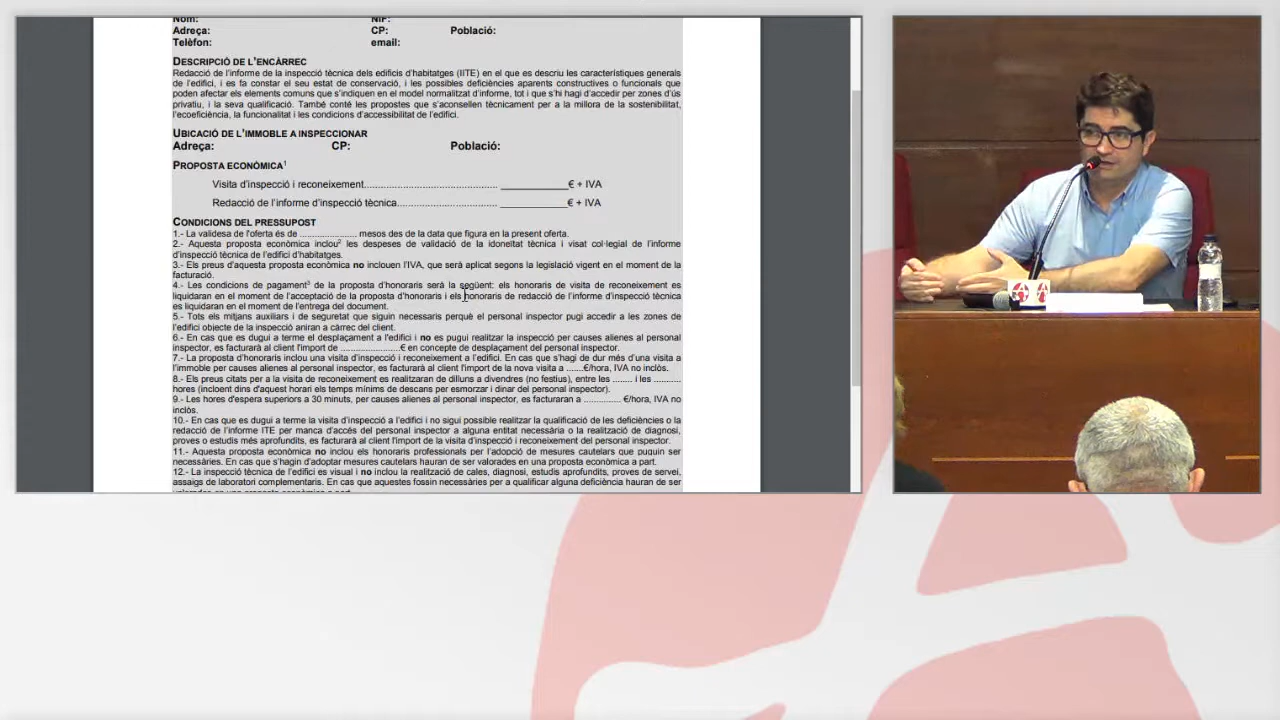 Nom: NIF:
Adreça: CP: Població:
Telèfon: email:
DESCRIPCIÓ DE L'ENCÀRREC
Redacció de l'informe de la inspecció tècnica dels edificis d'habitatges (IITE) en el que es descriu les característiques generals
de l'edifici, i es fa constar el seu estat de conservació, i les possibles deficiències aparents constructives o funcionals que
poden afectar els elements comuns que s'indiquen en el model normalitzat d'informe, tot i que s'hi hagi d'accedir per zones d'ús
privatiu, i la seva qualificació. També conté les propostes que s'aconsellen tècnicament per a la millora de la sostenibilitat,
l'ecoeficiència, la funcionalitat i les condicions d'accessibilitat de l'edifici.
UBICACIÓ DE L'IMMOBLE A INSPECCIONAR
Adreça: CP: Població:
PROPOSTA ECONÒMICA¹
Visita d'inspecció i reconeixement................................................ ____________€ + IVA
Redacció de l'informe d'inspecció tècnica.................................... ____________€ + IVA
CONDICIONS DEL PRESSUPOST
1.- La validesa de l'oferta és de ..................... mesos des de la data que figura en la present oferta.
2.- Aquesta proposta econòmica inclou² les despeses de validació de la idoneïtat tècnica i visat col·legial de l'informe
d'inspecció tècnica de l'edifici d'habitatges.
3.- Els preus d'aquesta proposta econòmica no inclouen l'IVA, que serà aplicat segons la legislació vigent en el moment de la
facturació.
4.- Les condicions de pagament³ de la proposta d'honoraris serà la següent: els honoraris de visita de reconeixement es
liquidaran en el moment de l'acceptació de la proposta d'honoraris i els honoraris de redacció de l'informe d'inspecció tècnica
es liquidaran en el moment de l'entrega del document.
5.- Tots els mitjans auxiliars i de seguretat que siguin necessaris perquè el personal inspector pugi accedir a les zones de
l'edifici objecte de la inspecció aniran a càrrec del client.
6.- En cas que es dugui a terme el desplaçament a l'edifici i no es pugui realitzar la inspecció per causes alienes al personal
inspector, es facturarà al client l'import de .......................€ en concepte de desplaçament del personal inspector.
7.- La proposta d'honoraris inclou una visita d'inspecció i reconeixement a l'edifici. En cas que s'hagi de dur més d'una visita a
l'immoble per causes alienes al personal inspector, es facturarà al client l'import de la nova visita a ......€/hora, IVA no inclòs.
8.- Els preus citats per a la visita de reconeixement es realitzaran de dilluns a divendres (no festius), entre les ........ i les ..........
hores (incloent dins d'aquest horari els temps mínims de descans per esmorzar i dinar del personal inspector).
9.- Les hores d'espera superiors a 30 minuts, per causes alienes al personal inspector, es facturaran a .............. €/hora, IVA no
inclòs.
10.- En cas que es dugui a terme la visita d'inspecció a l'edifici i no sigui possible realitzar la qualificació de les deficiències o la
redacció de l'informe ITE per manca d'accés del personal inspector a alguna entitat necessària o la realització de diagnosi,
proves o estudis més aprofundits, es facturarà al client l'import de la visita d'inspecció i reconeixement del personal inspector.
11.- Aquesta proposta econòmica no inclou els honoraris professionals per l'adopció de mesures cautelars que puguin ser
necessàries. En cas que s'hagin d'adoptar mesures cautelars hauran de ser valorades en una proposta econòmica a part.
12.- La inspecció tècnica de l'edifici es visual i no inclou la realització de cales, diagnosi, estudis aprofundits, proves de servei,
assaigs de laboratori complementaris. En cas que aquestes fossin necessàries per a qualificar alguna deficiència hauran de ser
valorades en una proposta econòmica a part.